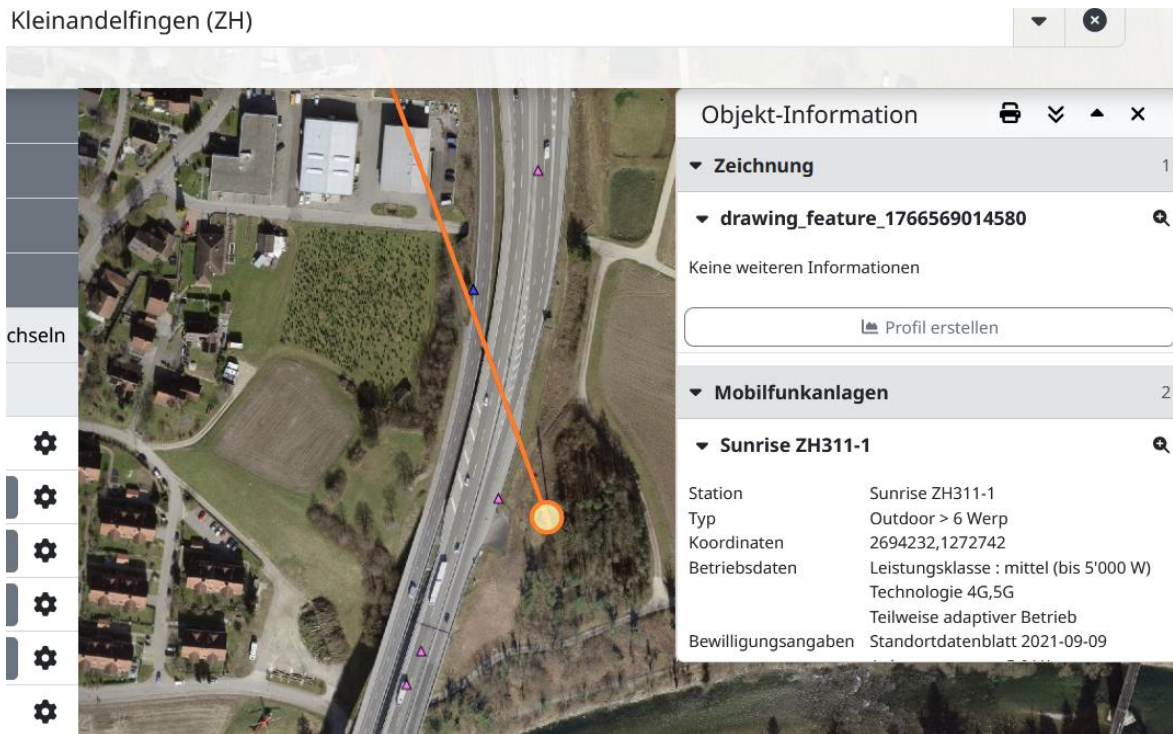 Kleinandelfingen (ZH)
Objekt-Information
Zeichnung 1
drawing_feature_1766569014580
Keine weiteren Informationen
Profil erstellen
chseln
Mobilfunkanlagen 2
Sunrise ZH311-1
Station Sunrise ZH311-1
Typ Outdoor > 6 Werp
Koordinaten 2694232,1272742
Betriebsdaten Leistungsklasse : mittel (bis 5'000 W)
Technologie 4G,5G
Teilweise adaptiver Betrieb
Bewilligungsangaben Standortdatenblatt 2021-09-09